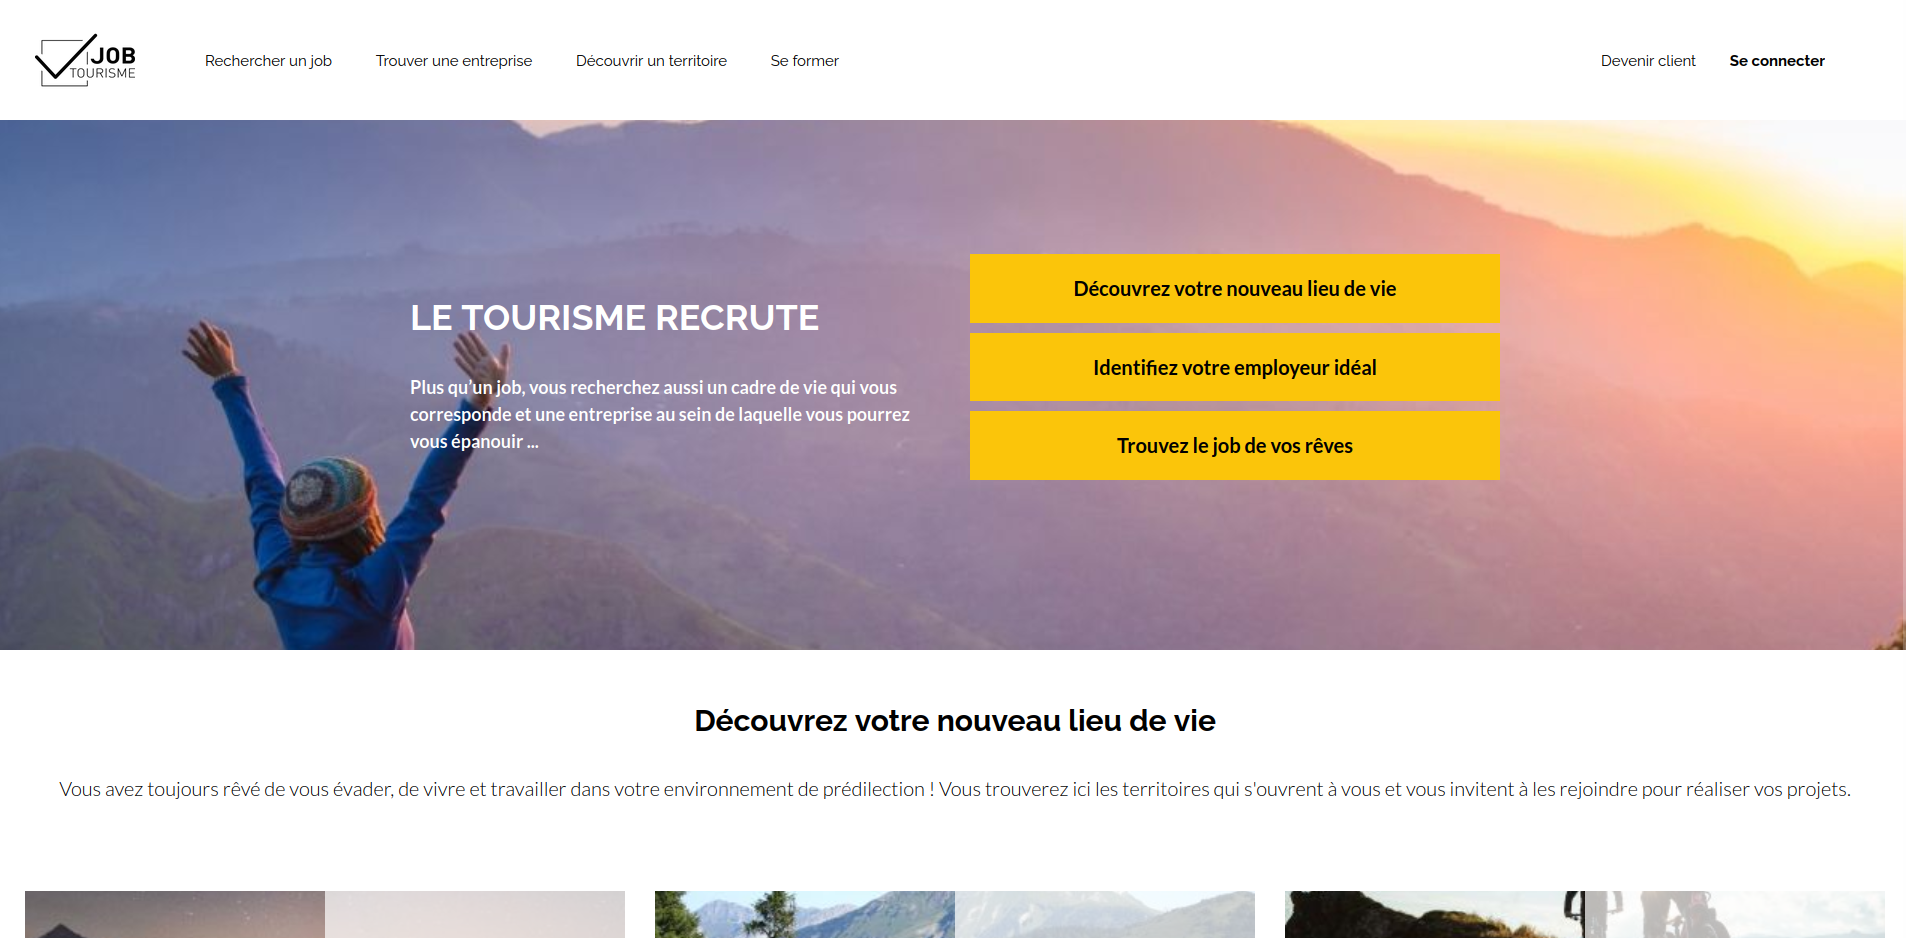 JOB
TOURISME
Rechercher un job
Trouver une entreprise
Découvrir un territoire
Se former
Devenir client
Se connecter
LE TOURISME RECRUTE
Plus qu'un job, vous recherchez aussi un cadre de vie qui vous
corresponde et une entreprise au sein de laquelle vous pourrez
vous épanouir ...
Découvrez votre nouveau lieu de vie
Identifiez votre employeur idéal
Trouvez le job de vos rêves
Découvrez votre nouveau lieu de vie
Vous avez toujours rêvé de vous évader, de vivre et travailler dans votre environnement de prédilection ! Vous trouverez ici les territoires qui s'ouvrent à vous et vous invitent à les rejoindre pour réaliser vos projets.